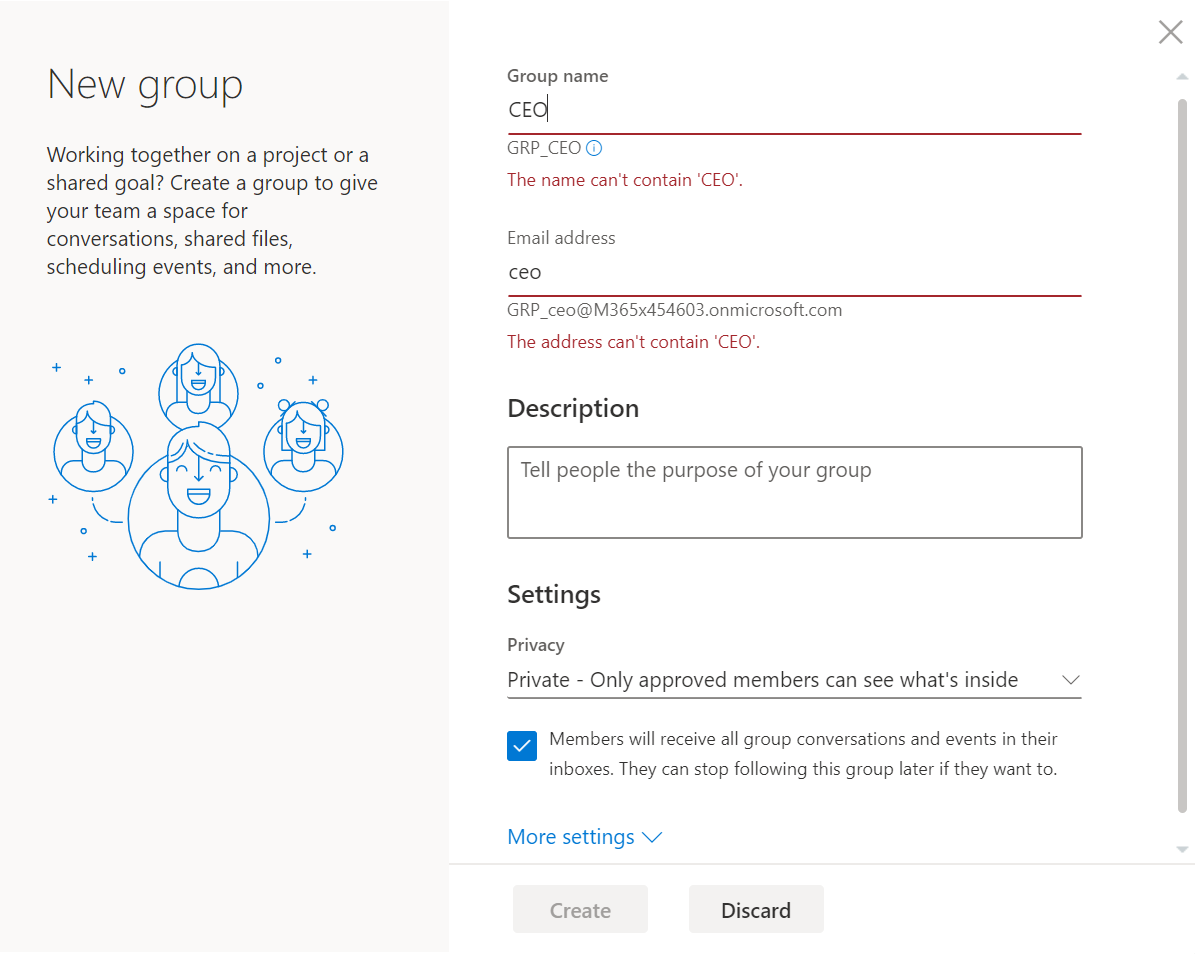 New group
Working together on a project or a
shared goal? Create a group to give
your team a space for
conversations, shared files,
scheduling events, and more.
Group name
CEO
GRP_CEO
The name can't contain 'CEO'.
Email address
ceo
GRP_ceo@M365x454603.onmicrosoft.com
The address can't contain 'CEO'.
Description
Tell people the purpose of your group
Settings
Privacy
Private - Only approved members can see what's inside
Members will receive all group conversations and events in their
inboxes. They can stop following this group later if they want to.
More settings
Create
Discard